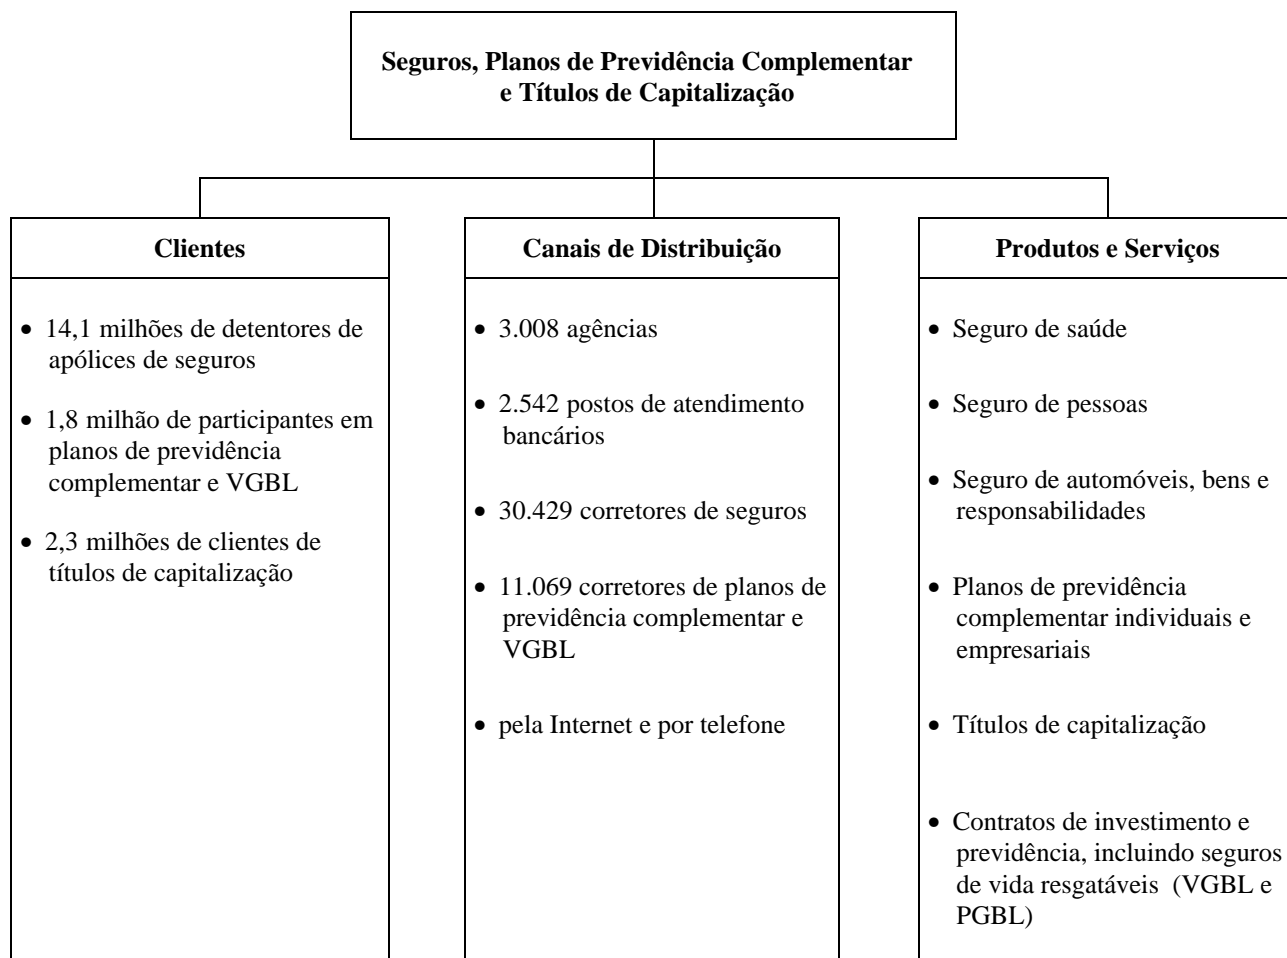 Seguros, Planos de Previdência Complementar
e Títulos de Capitalização
Clientes
• 14,1 milhões de detentores de
apólices de seguros
• 1,8 milhão de participantes em
planos de previdência
complementar e VGBL
• 2,3 milhões de clientes de
títulos de capitalização
Canais de Distribuição
• 3.008 agências
• 2.542 postos de atendimento
bancários
• 30.429 corretores de seguros
• 11.069 corretores de planos de
previdência complementar e
VGBL
• pela Internet e por telefone
Produtos e Serviços
• Seguro de saúde
• Seguro de pessoas
• Seguro de automóveis, bens e
responsabilidades
• Planos de previdência
complementar individuais e
empresariais
• Títulos de capitalização
• Contratos de investimento e
previdência, incluindo seguros
de vida resgatáveis (VGBL e
PGBL)